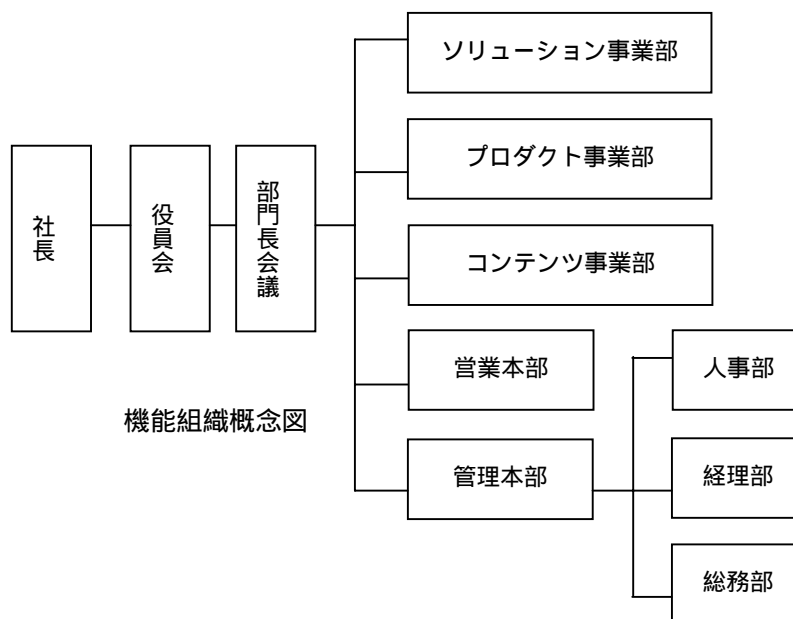 ソリューション事業部
プロダクト事業部
社長
役員会
部門長会議
コンテンツ事業部
営業本部
人事部
機能組織概念図
管理本部
経理部
総務部